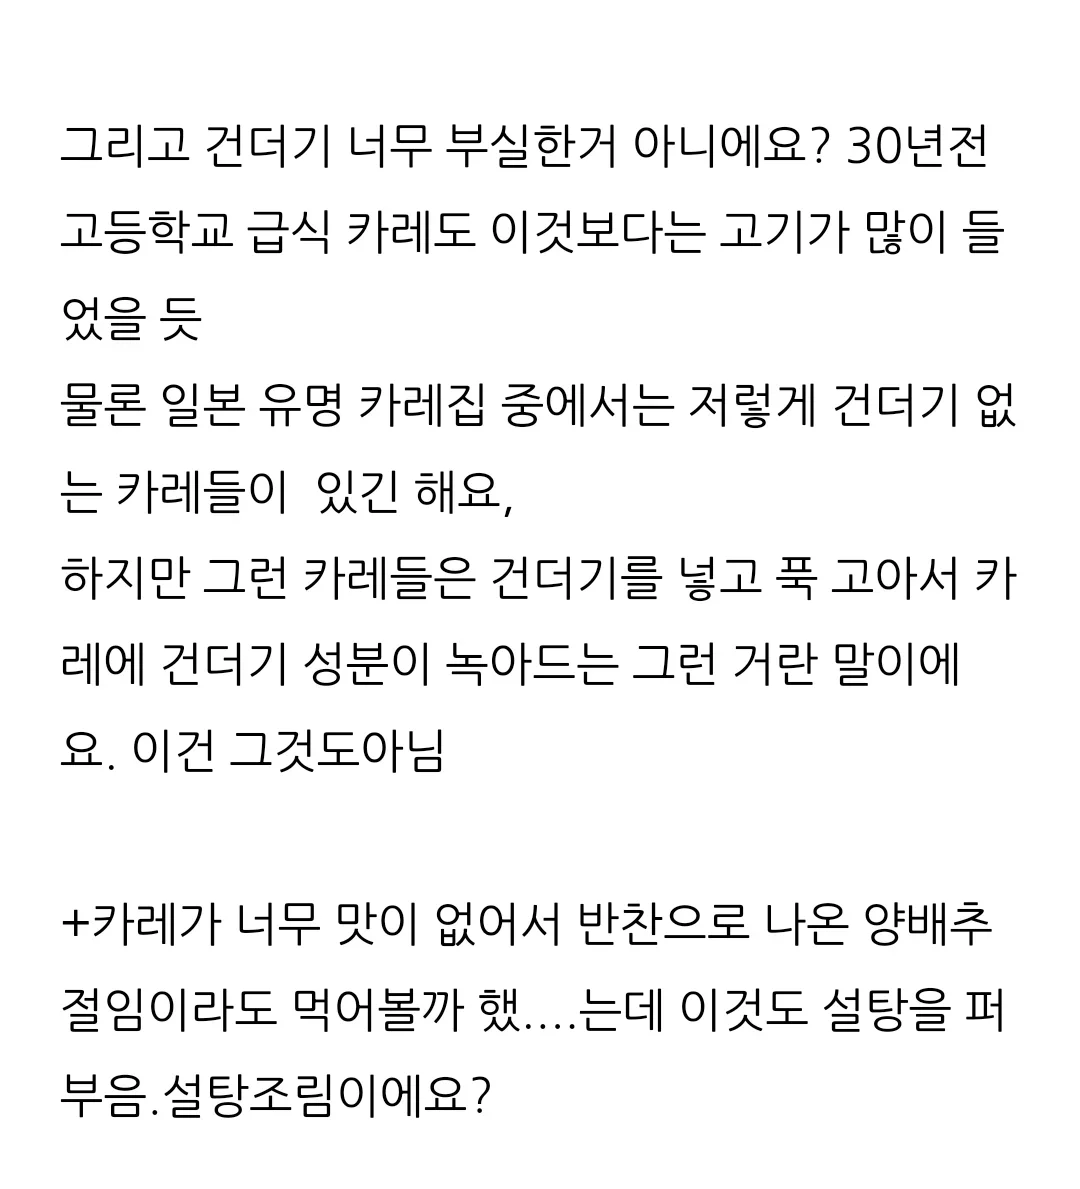 그리고 건더기 너무 부실한거 아니에요? 30년전
고등학교 급식 카레도 이것보다는 고기가 많이 들
었을 듯
물론 일본 유명 카레집 중에서는 저렇게 건더기 없
는 카레들이  있긴 해요,
하지만 그런 카레들은 건더기를 넣고 푹 고아서 카
레에 건더기 성분이 녹아드는 그런 거란 말이에
요. 이건 그것도아님
+카레가 너무 맛이 없어서 반찬으로 나온 양배추
절임이라도 먹어볼까 했....는데 이것도 설탕을 퍼
부음.설탕조림이에요?